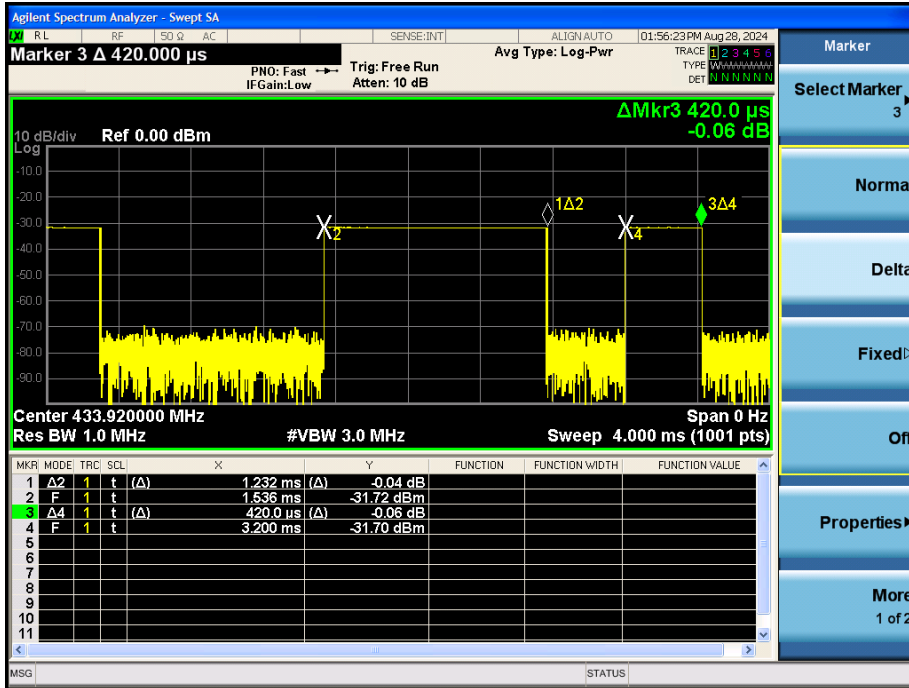 Agilent Spectrum Analyzer - Swept SA
LXI RL RF 50 Ω AC SENSE:INT ALIGN AUTO 01:56:23 PM Aug 28, 2024
Marker 3 Δ 420.000 µs
PNO: Fast
IFGain:Low
Trig: Free Run
Atten: 10 dB
Avg Type: Log-Pwr
TRACE 1 2 3 4 5 6
TYPE W
DET N N N N N N
ΔMkr3 420.0 µs
-0.06 dB
10 dB/div Ref 0.00 dBm
Log
-10.0
-20.0
-30.0
-40.0
-50.0
-60.0
-70.0
-80.0
-90.0
2
1Δ2
4
3Δ4
Center 433.920000 MHz Span 0 Hz
Res BW 1.0 MHz #VBW 3.0 MHz Sweep 4.000 ms (1001 pts)
MKR MODE TRC SCL X Y FUNCTION FUNCTION WIDTH FUNCTION VALUE
1 Δ2 1 t (Δ) 1.232 ms (Δ) -0.04 dB
2 F 1 t 1.536 ms -31.72 dBm
3 Δ4 1 t (Δ) 420.0 µs (Δ) -0.06 dB
4 F 1 t 3.200 ms -31.70 dBm
5
6
7
8
9
10
11
MSG STATUS
Marker
Select Marker
3
Norma
Delta
Fixed
Off
Properties
More
1 of 2